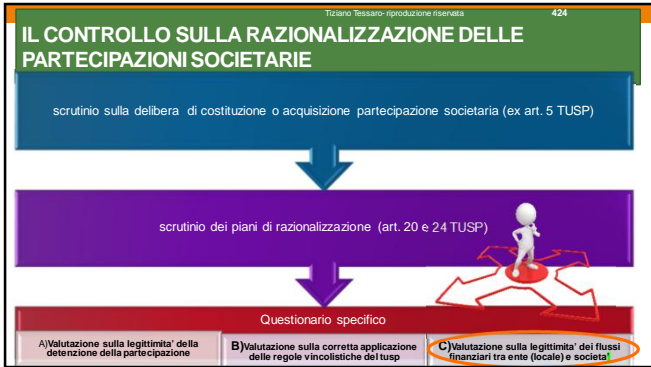 Tiziano Tessaro- riproduzione riservata 424
IL CONTROLLO SULLA RAZIONALIZZAZIONE DELLE
PARTECIPAZIONI SOCIETARIE
scrutinio sulla delibera di costituzione o acquisizione partecipazione societaria (ex art. 5 TUSP)
scrutinio dei piani di razionalizzazione (art. 20 e 24 TUSP)
Questionario specifico
A)Valutazione sulla legittimita' della
detenzione della partecipazione
B)Valutazione sulla corretta applicazione
delle regole vincolistiche del tusp
C)Valutazione sulla legittimita' dei flussi
finanziari tra ente (locale) e societa'